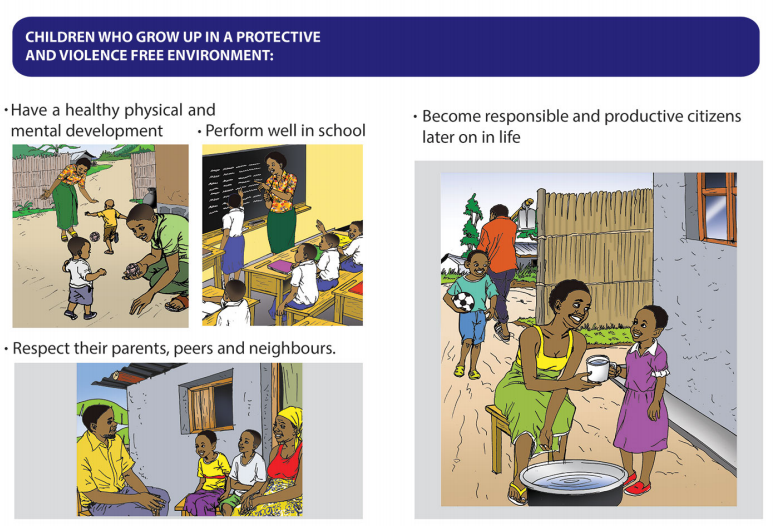 CHILDREN WHO GROW UP IN A PROTECTIVE
AND VIOLENCE FREE ENVIRONMENT:
• Have a healthy physical and
mental development
• Perform well in school
• Respect their parents, peers and neighbours.
• Become responsible and productive citizens
later on in life